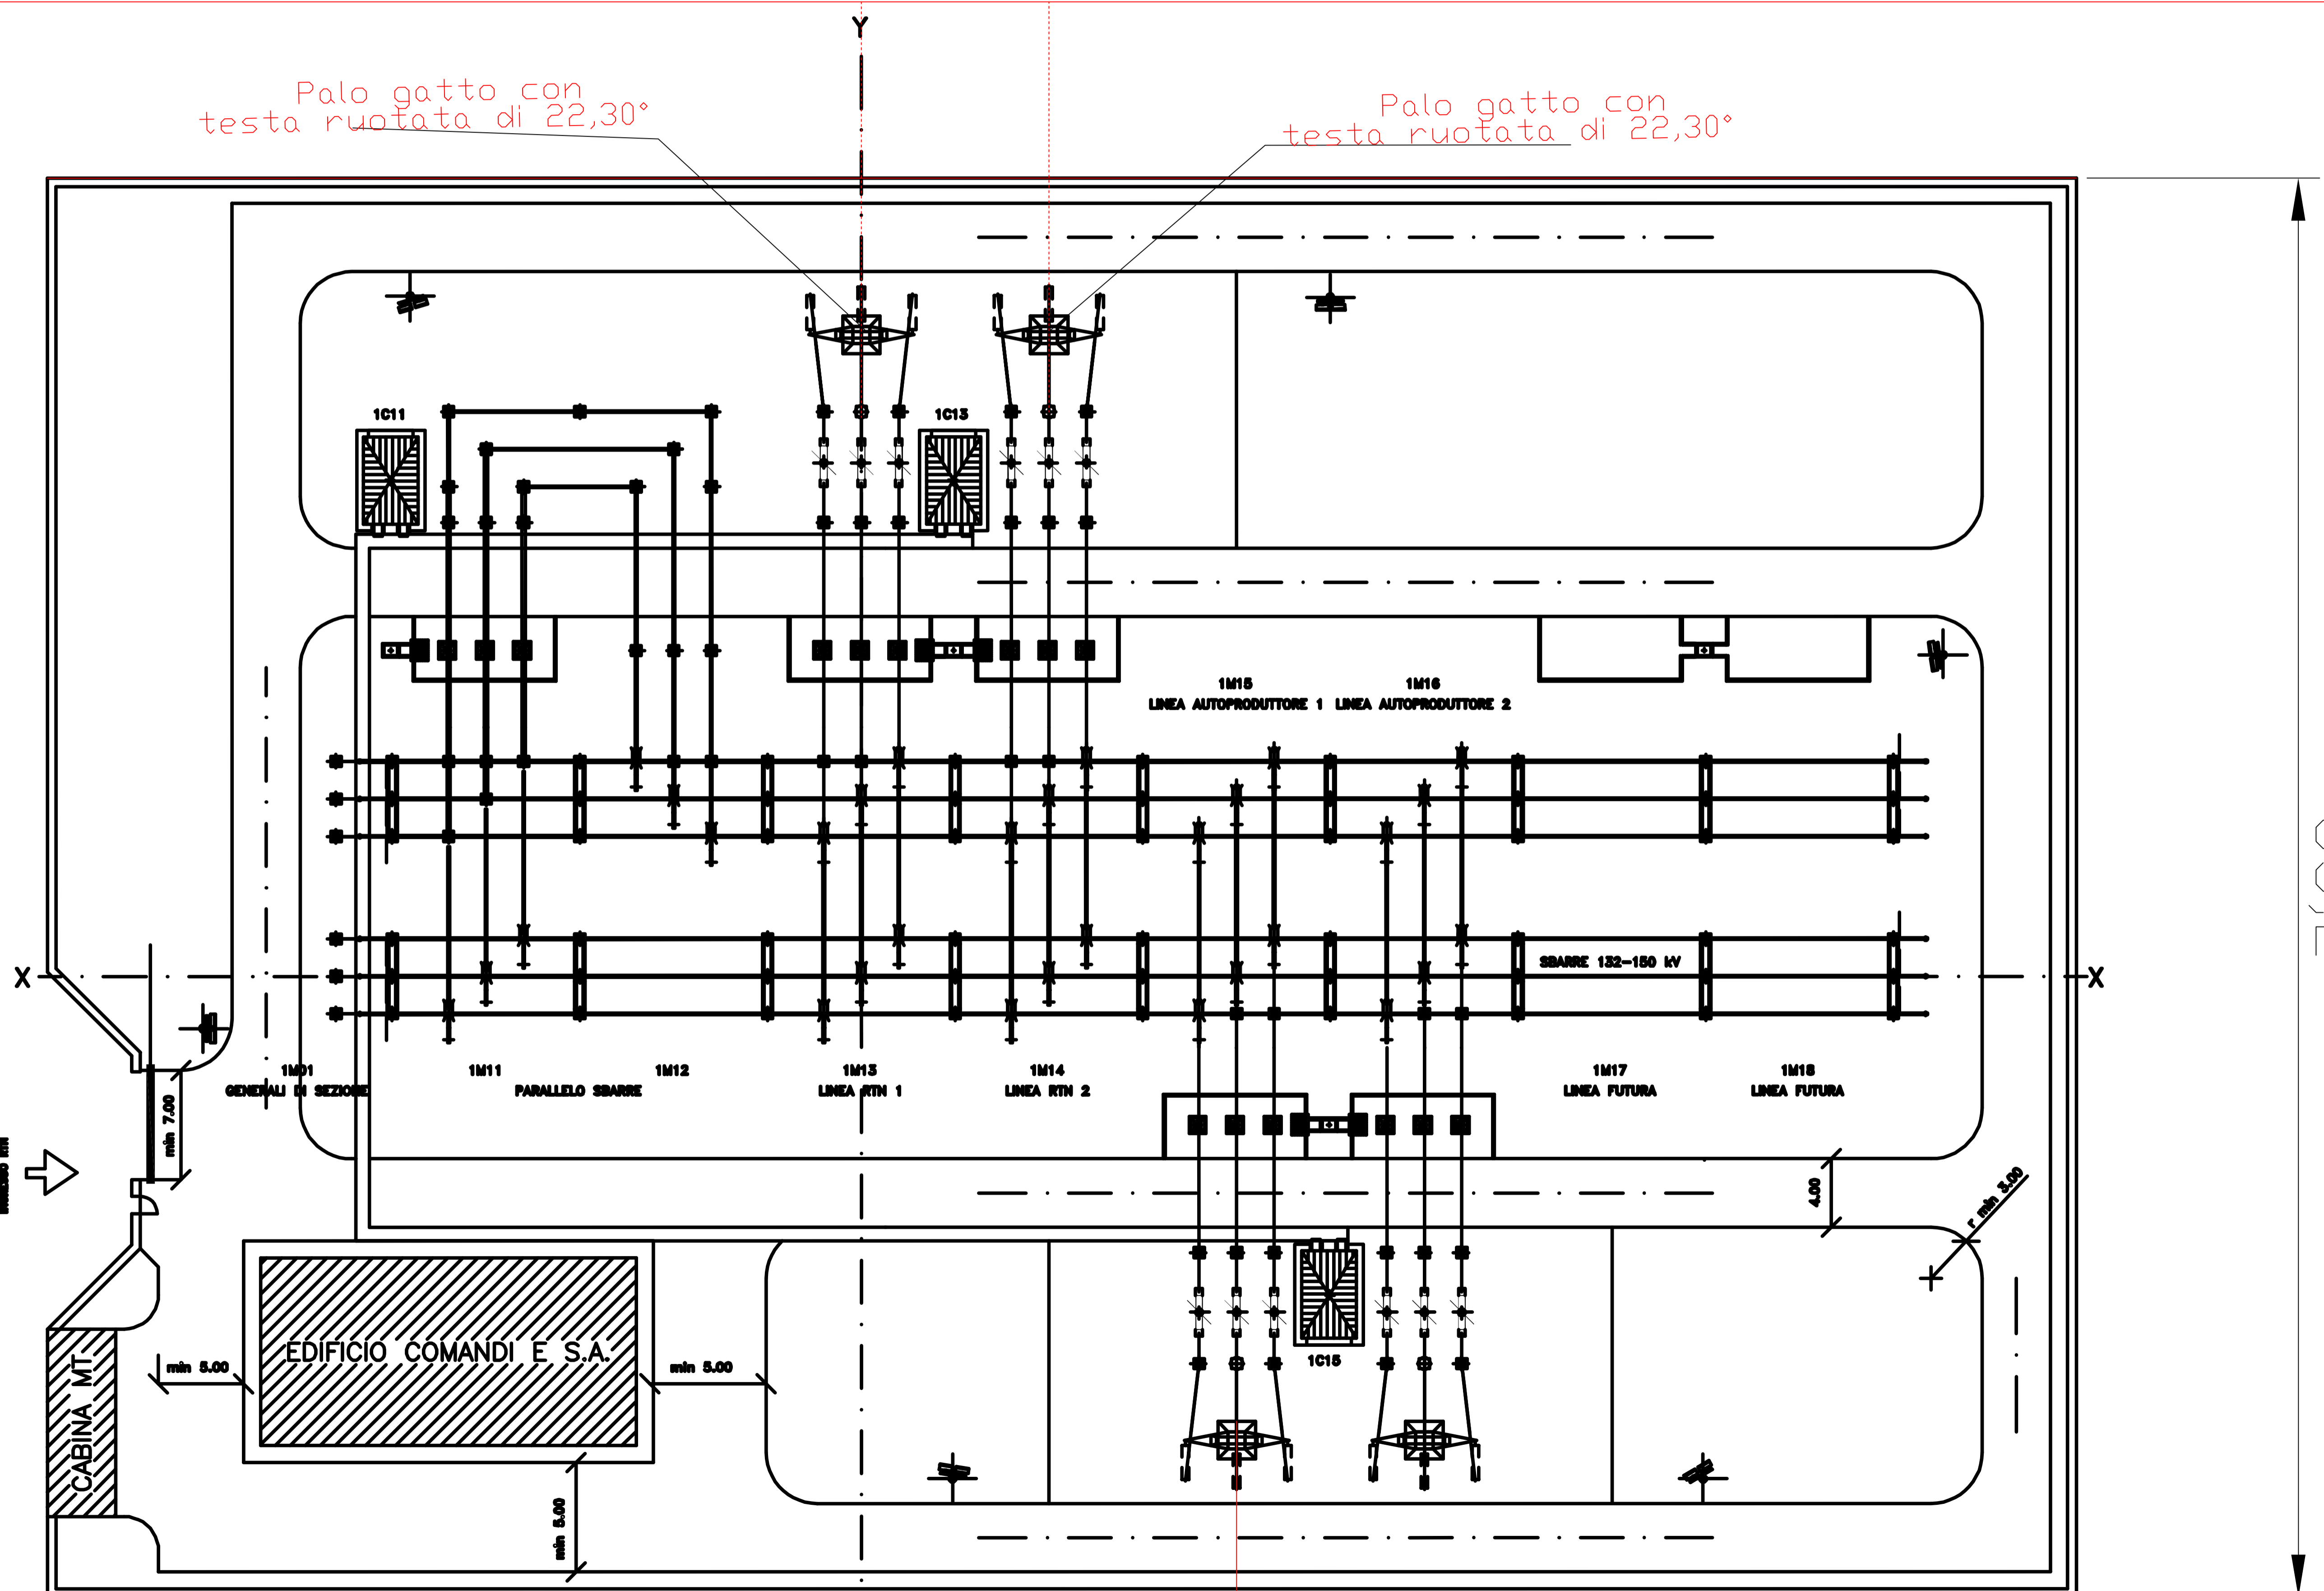 Y
Palo gatto con
testa ruotata di 22,30°
Palo gatto con
testa ruotata di 22,30°
1C11
1C13
1M15
LINEA AUTOPRODUTTORE 1
1M16
LINEA AUTOPRODUTTORE 2
X
SBARRE 132-150 kV
X
1M01
GENERALI DI SEZIONE
1M11
PARALLELO SBARRE
1M12
1M13
LINEA RTN 1
1M14
LINEA RTN 2
1M17
LINEA FUTURA
1M18
LINEA FUTURA
min 7.00
4.00
r min 3.00
EDIFICIO COMANDI E S.A.
CABINA MT
min 5.00
min 5.00
min 5.00
1C15